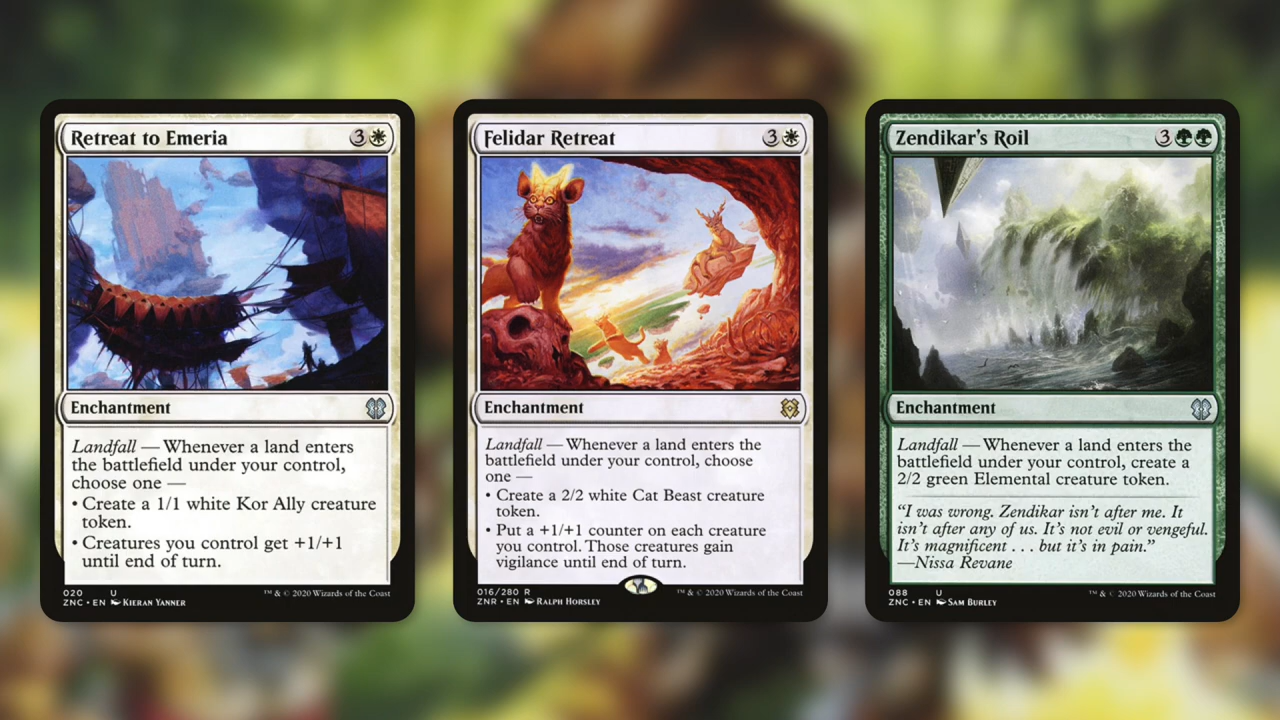 Retreat to Emeria 3
Enchantment
Landfall — Whenever a land enters
the battlefield under your control,
choose one —
• Create a 1/1 white Kor Ally creature
token.
• Creatures you control get +1/+1
until end of turn.
020 U
ZNC • EN KIERAN YANNER
™ & © 2020 Wizards of the Coast
Felidar Retreat 3
Enchantment
Landfall — Whenever a land enters the
battlefield under your control, choose
one —
• Create a 2/2 white Cat Beast creature
token.
• Put a +1/+1 counter on each creature
you control. Those creatures gain
vigilance until end of turn.
016/280 R
ZNR • EN RALPH HORSLEY
™ & © 2020 Wizards of the Coast
Zendikar's Roil 3
Enchantment
Landfall — Whenever a land enters the
battlefield under your control, create a
2/2 green Elemental creature token.
“I was wrong. Zendikar isn't after me. It
isn't after any of us. It's not evil or vengeful.
It's magnificent . . . but it's in pain.”
—Nissa Revane
088 U
ZNC • EN SAM BURLEY
™ & © 2020 Wizards of the Coast